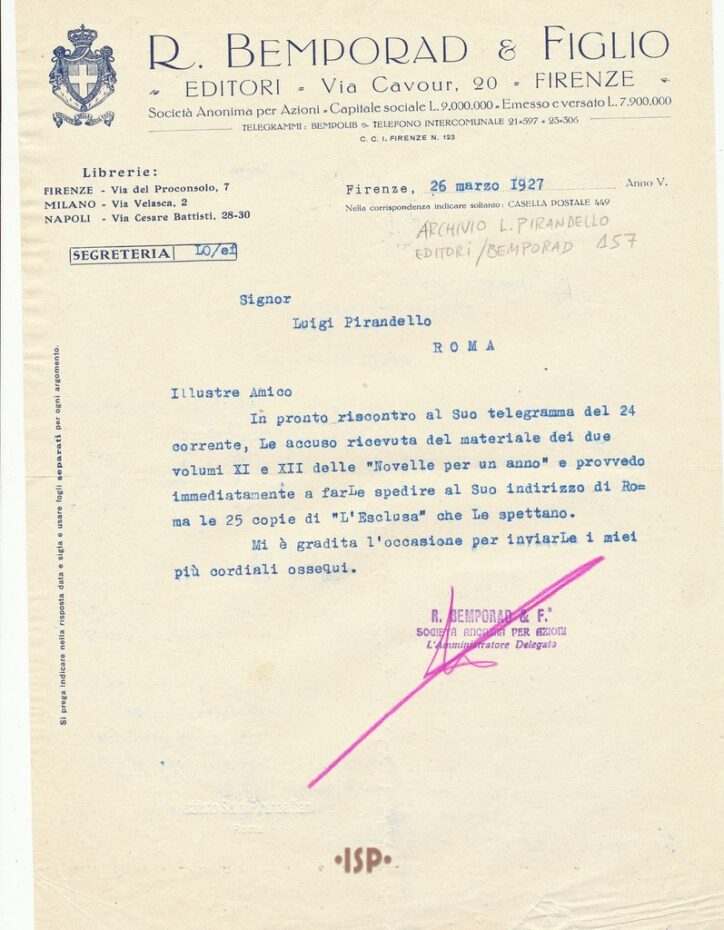 R. BEMPORAD & FIGLIO
EDITORI - Via Cavour, 20 - FIRENZE
Società Anonima per Azioni - Capitale sociale L. 9.000.000 - Emesso e versato L. 7.900.000
TELEGRAMMI: BEMPOLIB - TELEFONO INTERCOMUNALE 21-597 - 25-306
C. C. I. FIRENZE N. 123
Librerie:
FIRENZE - Via del Proconsolo, 7
MILANO - Via Velasca, 2
NAPOLI - Via Cesare Battisti, 28-30
Firenze, 26 marzo 1927 Anno V.
Nella corrispondenza indicare soltanto: CASELLA POSTALE 449
ARCHIVIO L. PIRANDELLO
EDITORI/BEMPORAD 157
SEGRETERIA LO/ef
Signor
Luigi Pirandello
R O M A
Illustre Amico
In pronto riscontro al Suo telegramma del 24
corrente, Le accuso ricevuta del materiale dei due
volumi XI e XII delle "Novelle per un anno" e provvedo
immediatamente a farLe spedire al Suo indirizzo di Ro=
ma le 25 copie di "L'Esclusa" che Le spettano.
Mi è gradita l'occasione per inviarLe i miei
più cordiali ossequi.
R. BEMPORAD & F.º
SOCIETÀ ANONIMA PER AZIONI
L'Amministratore Delegato
Si prega indicare nella risposta data e sigla e usare fogli separati per ogni argomento.
Roma
•ISP•